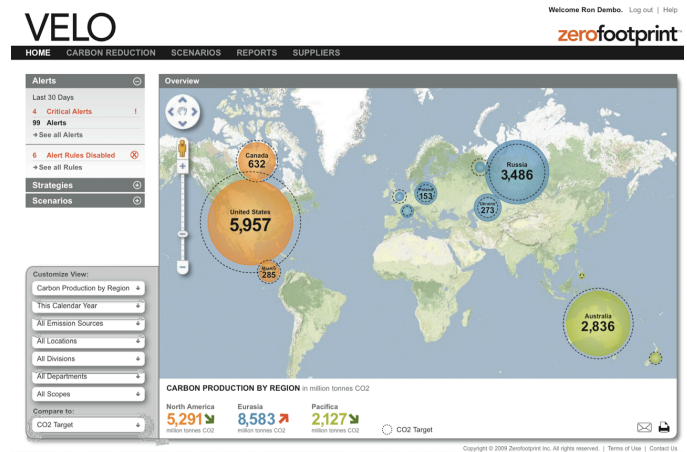 Welcome Ron Dembo. Log out | Help
VELO
zerofootprint
HOME CARBON REDUCTION SCENARIOS REPORTS SUPPLIERS
Alerts
Last 30 Days
4 Critical Alerts !
99 Alerts
➔ See all Alerts
6 Alert Rules Disabled
➔ See all Rules
Strategies
Scenarios
Customize View:
Carbon Production by Region
This Calendar Year
All Emission Sources
All Locations
All Divisions
All Departments
All Scopes
Compare to:
CO2 Target
Overview
Canada
632
United States
5,957
Mexico
285
Poland
153
Ukraine
273
Russia
3,486
Australia
2,836
CARBON PRODUCTION BY REGION in million tonnes CO2
North America
5,291
million tonnes CO2
Eurasia
8,583
million tonnes CO2
Pacifica
2,127
million tonnes CO2
CO2 Target
Copyright © 2009 Zerofootprint Inc. All rights reserved. | Terms of Use | Contact Us